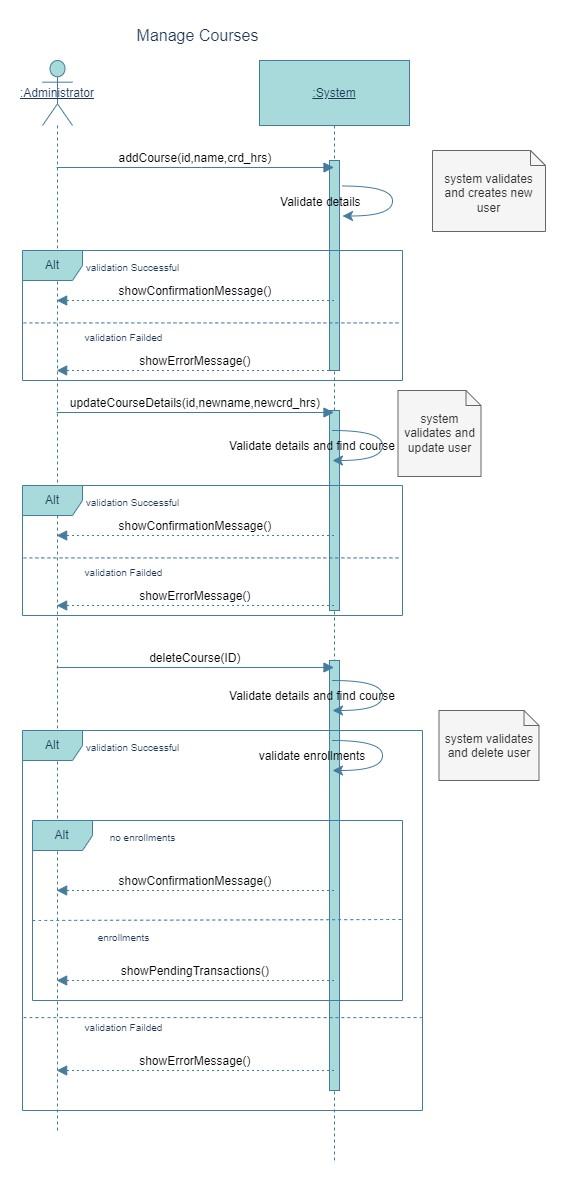 Manage Courses
:Administrator
:System
addCourse(id,name,crd_hrs)
system validates
and creates new
user
Validate details
Alt
validation Successful
showConfirmationMessage()
validation Failded
showErrorMessage()
updateCourseDetails(id,newname,newcrd_hrs)
system
validates and
update user
Validate details and find course
Alt
validation Successful
showConfirmationMessage()
validation Failded
showErrorMessage()
deleteCourse(ID)
Validate details and find course
system validates
and delete user
Alt
validation Successful
validate enrollments
Alt
no enrollments
showConfirmationMessage()
enrollments
showPendingTransactions()
validation Failded
showErrorMessage()